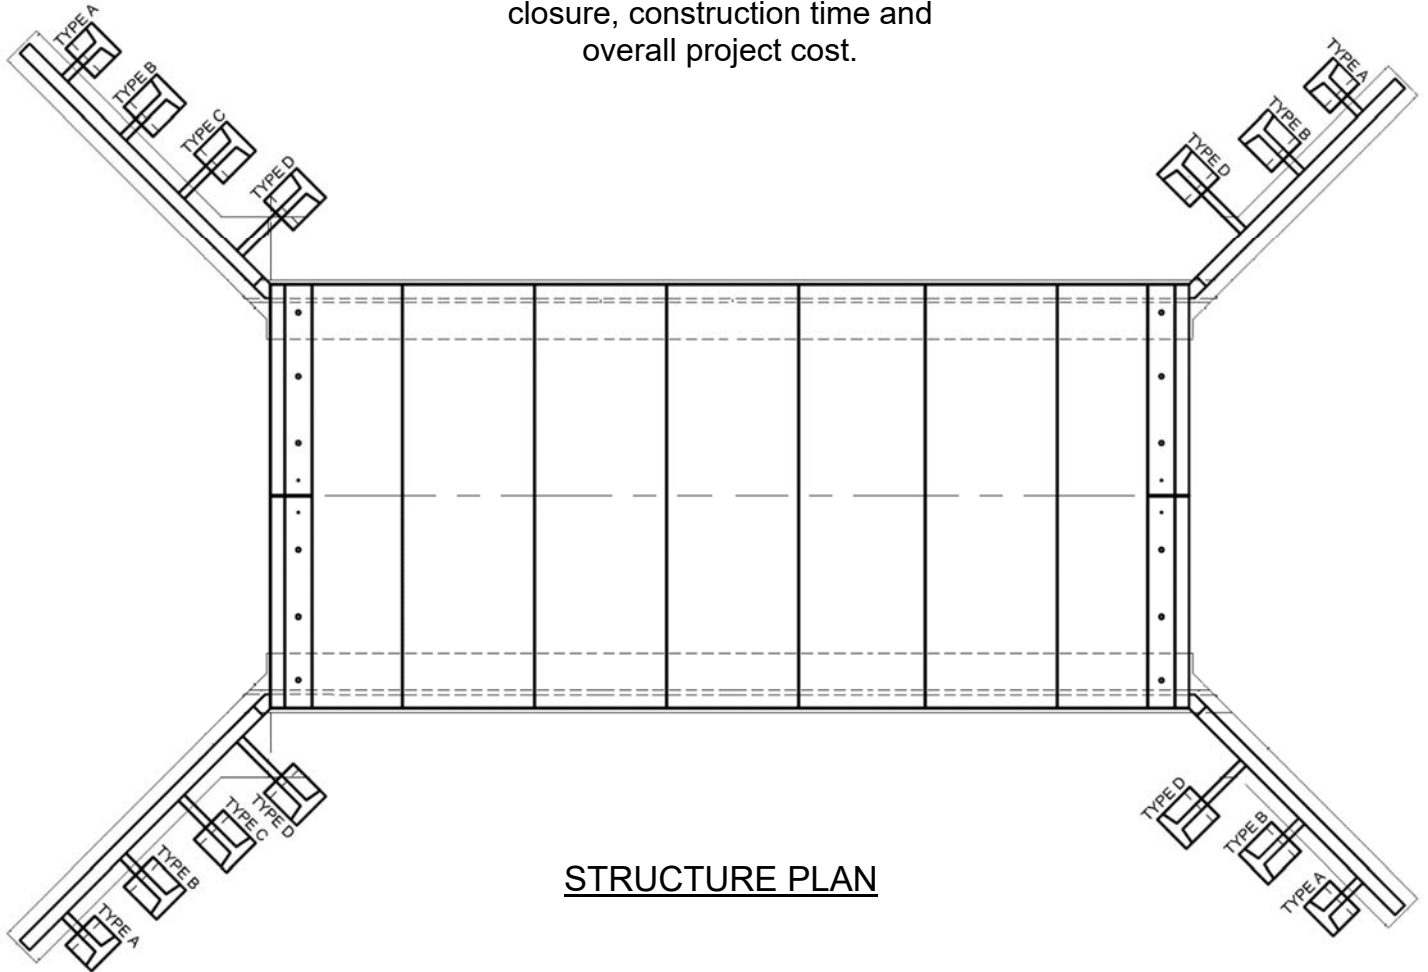 closure, construction time and
overall project cost.
TYPE A
TYPE B
TYPE C
TYPE D
TYPE A
TYPE B
TYPE D
TYPE D
TYPE C
TYPE B
TYPE A
TYPE D
TYPE B
TYPE A
STRUCTURE PLAN